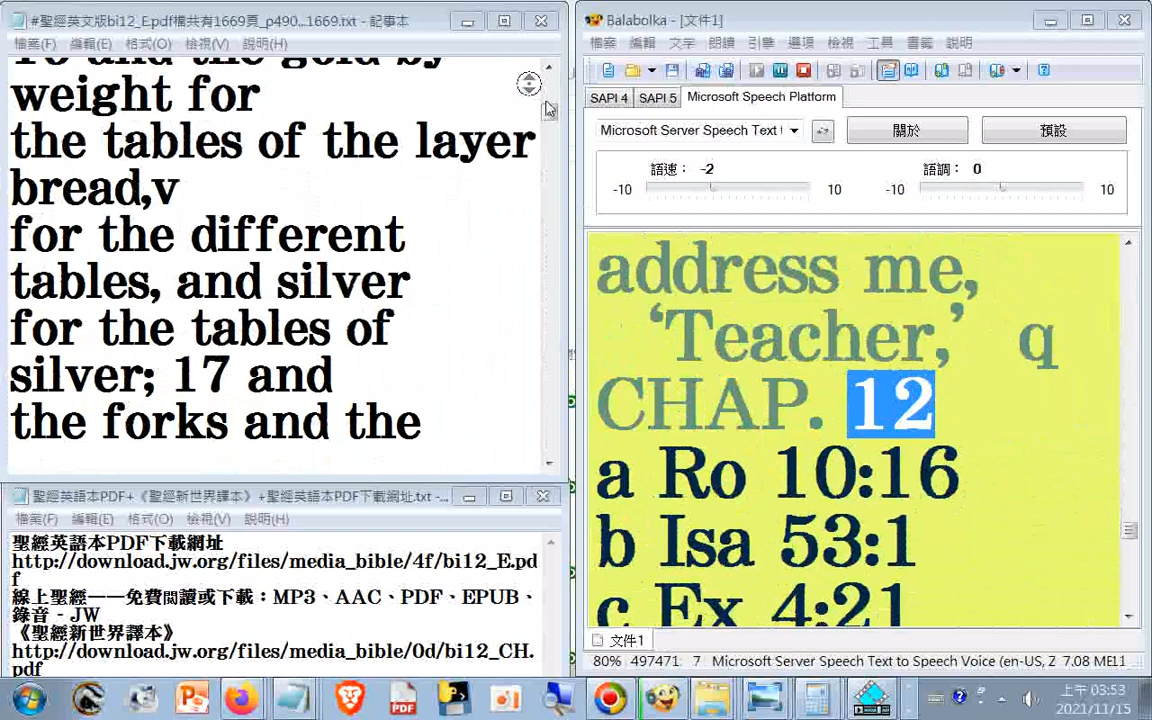 #聖經英文版bi12_E.pdf檔共有1669頁_p490...1669.txt - 記事本
檔案(F) 編輯(E) 格式(O) 檢視(V) 說明(H)
16 and the gold by
weight for
the tables of the layer
bread,v
for the different
tables, and silver
for the tables of
silver; 17 and
the forks and the
聖經英語本PDF+《聖經新世界譯本》+聖經英語本PDF下載網址.txt - ...
檔案(F) 編輯(E) 格式(O) 檢視(V) 說明(H)
聖經英語本PDF下載網址
http://download.jw.org/files/media_bible/4f/bi12_E.pd
f
線上聖經——免費閱讀或下載：MP3、AAC、PDF、EPUB、
錄音 - JW
《聖經新世界譯本》
http://download.jw.org/files/media_bible/0d/bi12_CH.
pdf
Balabolka - [文件1]
檔案 編輯 文字 朗讀 引擎 選項 檢視 工具 書籤 說明
SAPI 4 SAPI 5 Microsoft Speech Platform
Microsoft Server Speech Text 關於 預設
語速： -2 語調： 0
-10 10 -10 10
address me,
‘Teacher,’ q
CHAP. 12
a Ro 10:16
b Isa 53:1
c Ex 4:21
文件1
80% 497471 7 Microsoft Server Speech Text to Speech Voice (en-US, Z 7.08 ME11
上午 03:53
2021/11/15